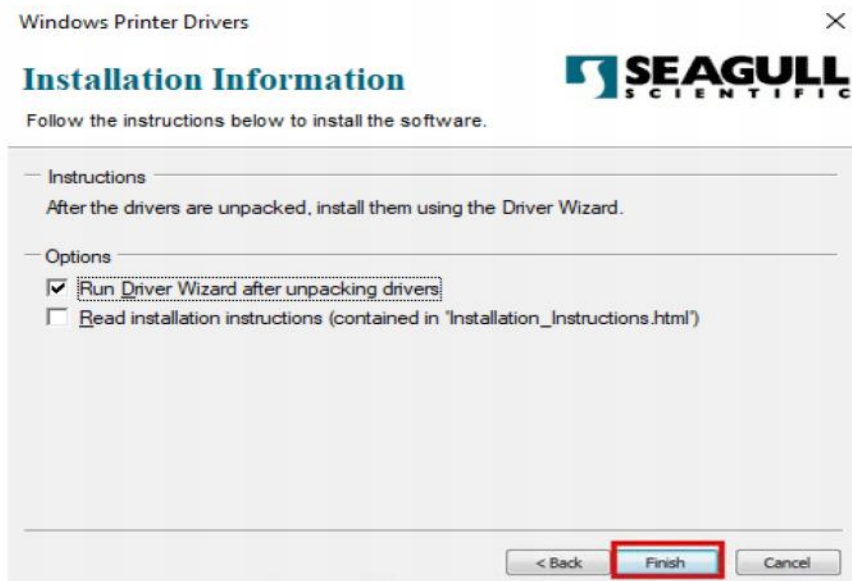 Windows Printer Drivers
Installation Information
SEAGULL
SCIENTIFIC
Follow the instructions below to install the software.
Instructions
After the drivers are unpacked, install them using the Driver Wizard.
Options
Run Driver Wizard after unpacking drivers
Read installation instructions (contained in 'Installation_Instructions.html')
< Back Finish Cancel